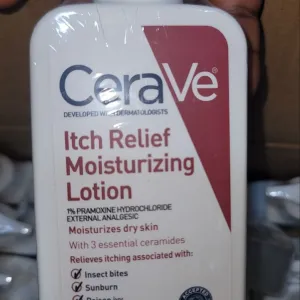 CeraVe
DEVELOPED WITH DERMATOLOGISTS
Itch Relief
Moisturizing
Lotion
1% PRAMOXINE HYDROCHLORIDE
EXTERNAL ANALGESIC
Moisturizes dry skin
With 3 essential ceramides
Relieves itching associated with:
Insect bites
Sunburn